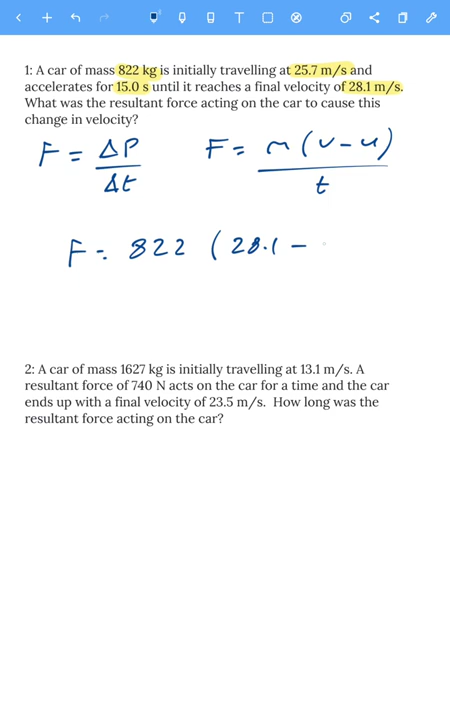 1: A car of mass 822 kg is initially travelling at 25.7 m/s and
accelerates for 15.0 s until it reaches a final velocity of 28.1 m/s.
What was the resultant force acting on the car to cause this
change in velocity?
F = ΔP / Δt    F = m(v-u) / t
F = 822 (28.1 -
2: A car of mass 1627 kg is initially travelling at 13.1 m/s. A
resultant force of 740 N acts on the car for a time and the car
ends up with a final velocity of 23.5 m/s. How long was the
resultant force acting on the car?